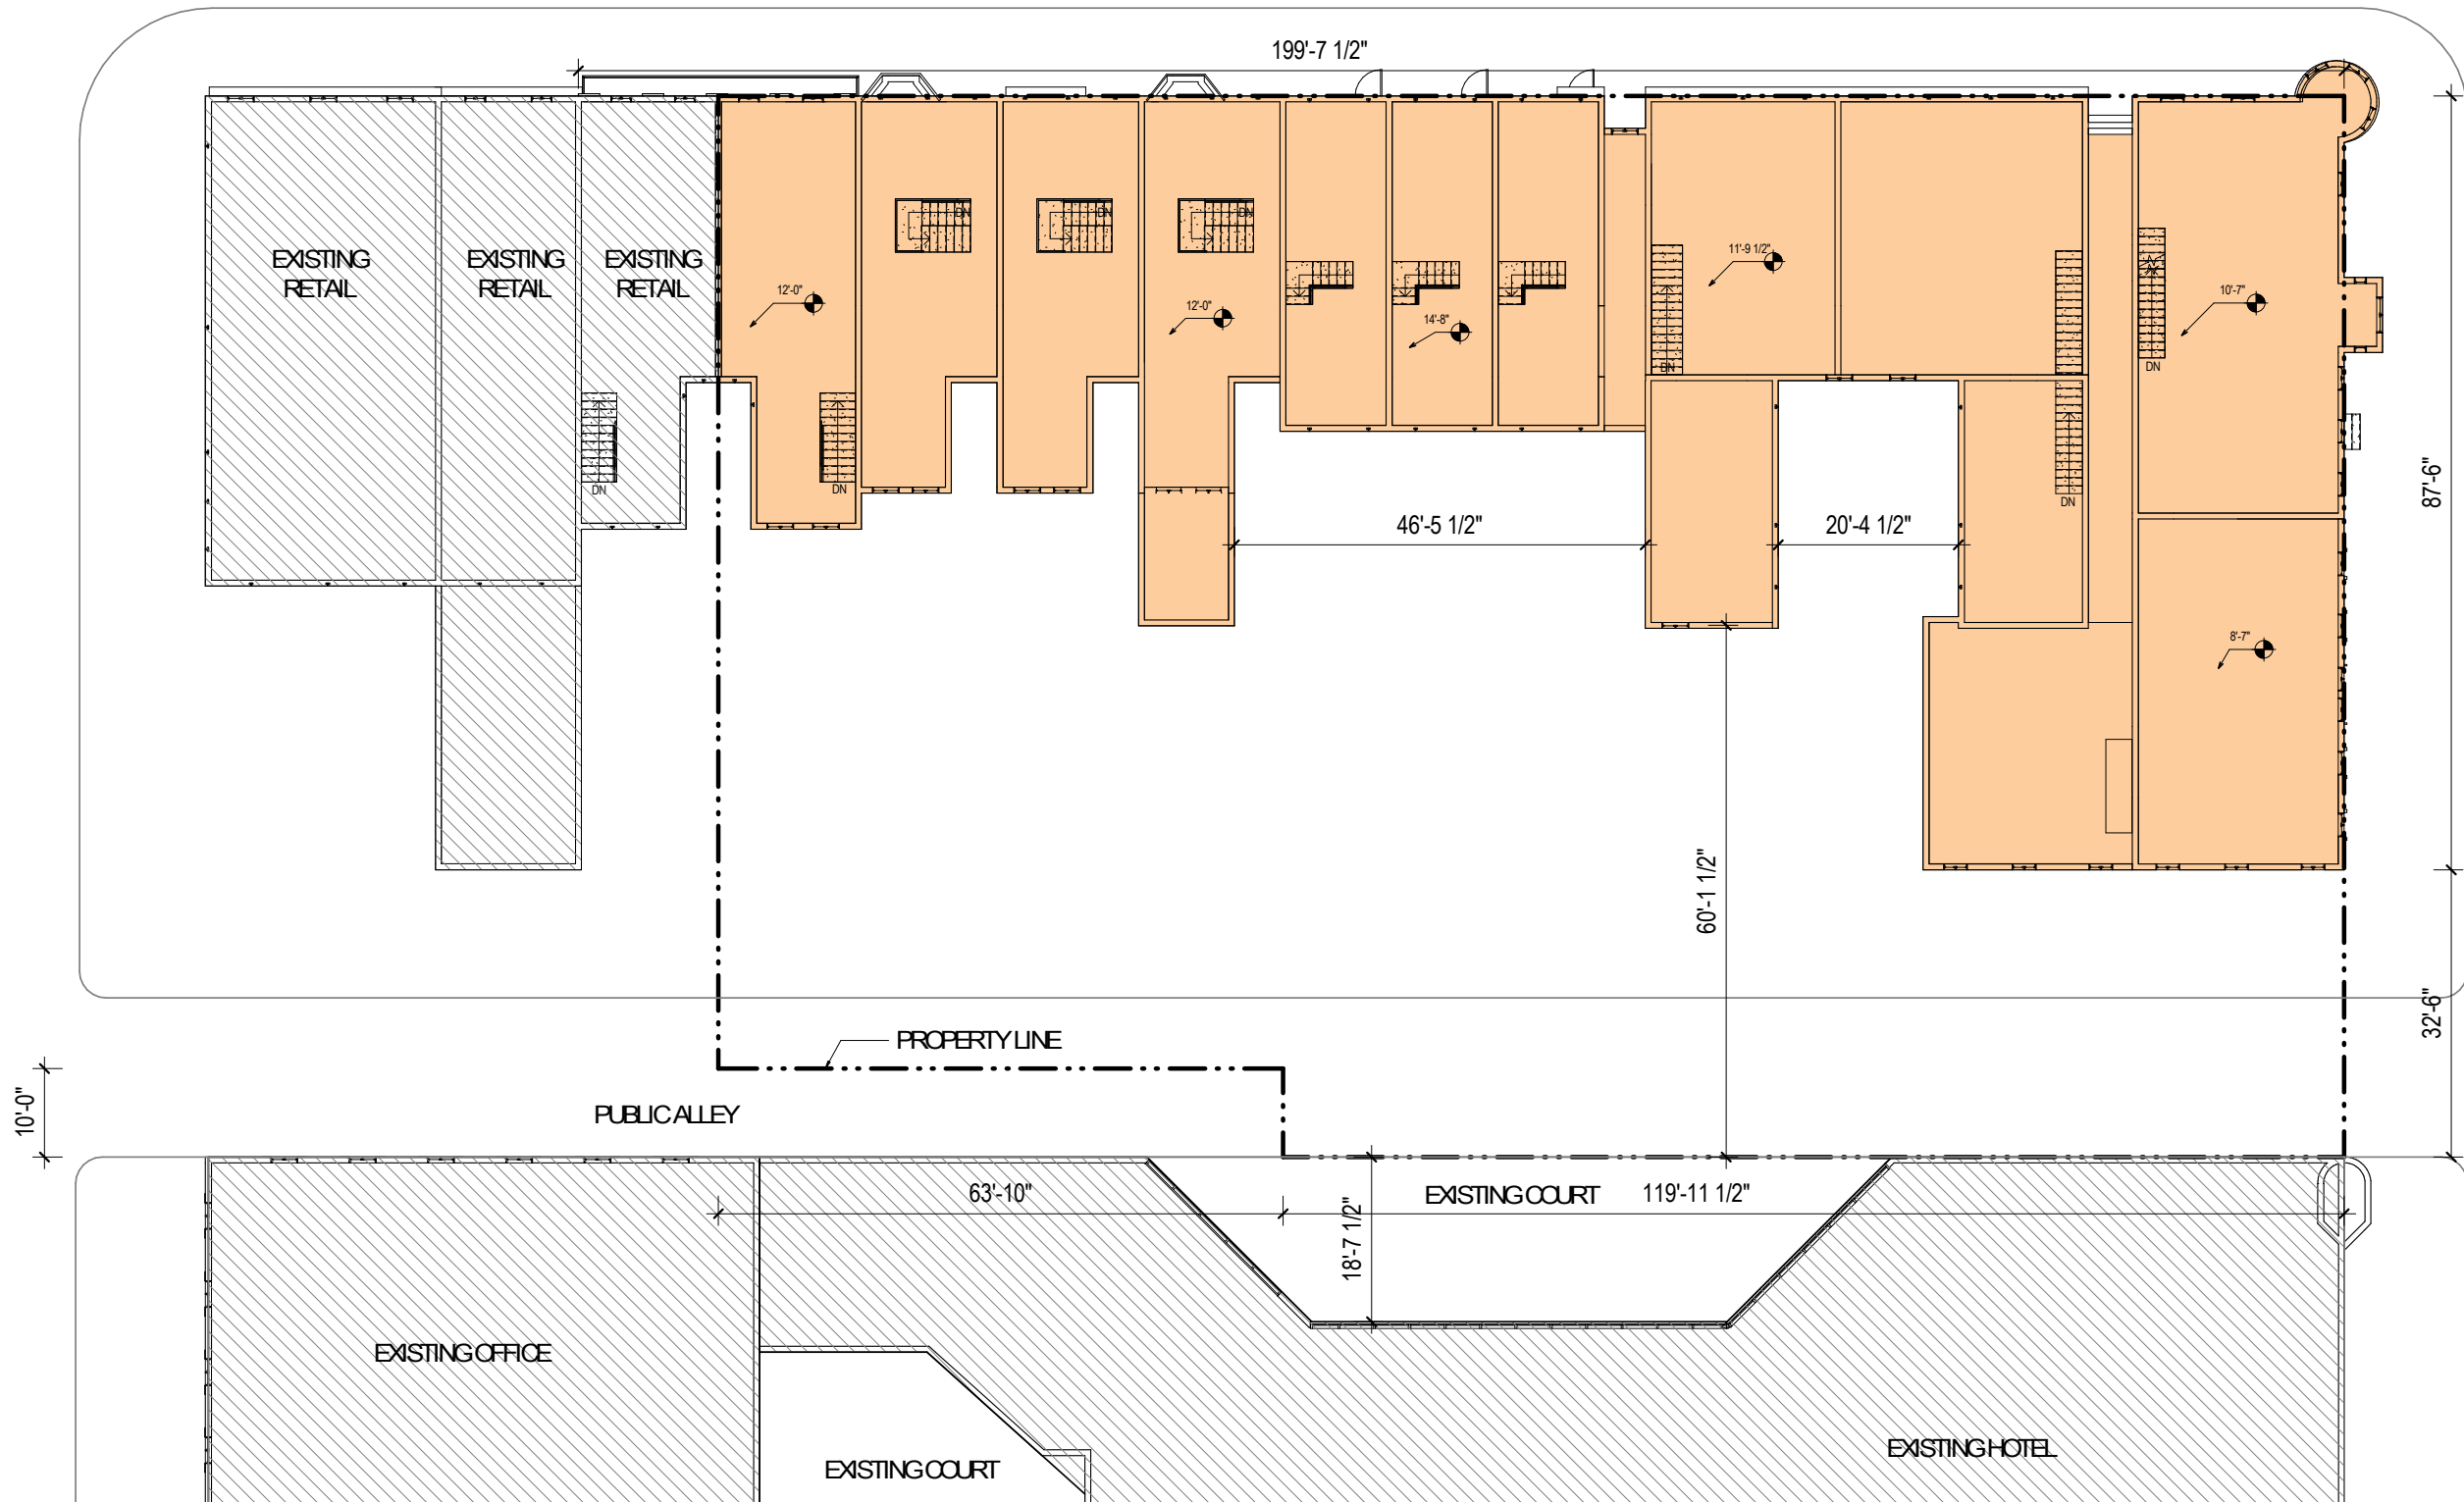 199'-7 1/2"
EXISTING
RETAIL
EXISTING
RETAIL
EXISTING
RETAIL
DN
DN
DN
11'-9 1/2"
12'-0"
12'-0"
14'-8"
10'-7"
DN
DN
DN
DN
DN
87'-6"
46'-5 1/2"
20'-4 1/2"
8'-7"
60'-1 1/2"
32'-6"
PROPERTY LINE
10'-0"
PUBLIC ALLEY
63'-10"
EXISTING COURT
119'-11 1/2"
18'-7 1/2"
EXISTING OFFICE
EXISTING HOTEL
EXISTING COURT